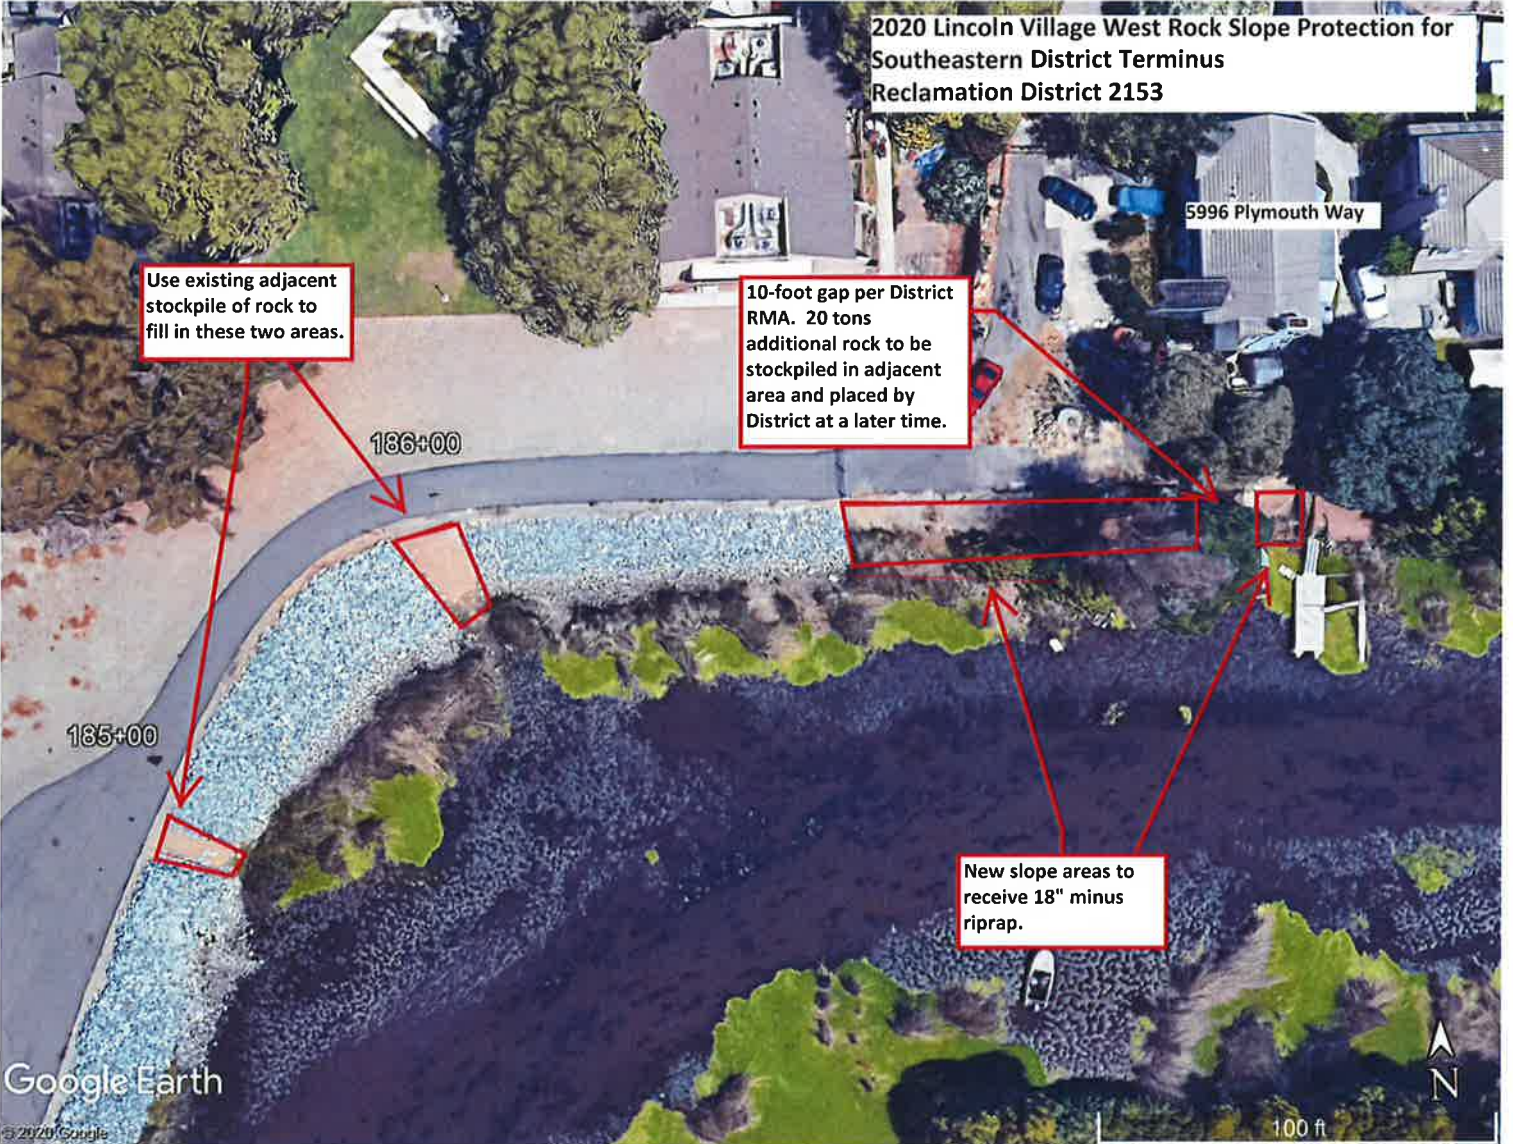 2020 Lincoln Village West Rock Slope Protection for
Southeastern District Terminus
Reclamation District 2153
5996 Plymouth Way
Use existing adjacent
stockpile of rock to
fill in these two areas.
10-foot gap per District
RMA.  20 tons
additional rock to be
stockpiled in adjacent
area and placed by
District at a later time.
186+00
185+00
New slope areas to
receive 18" minus
riprap.
Google Earth
© 2020 Google
N
100 ft